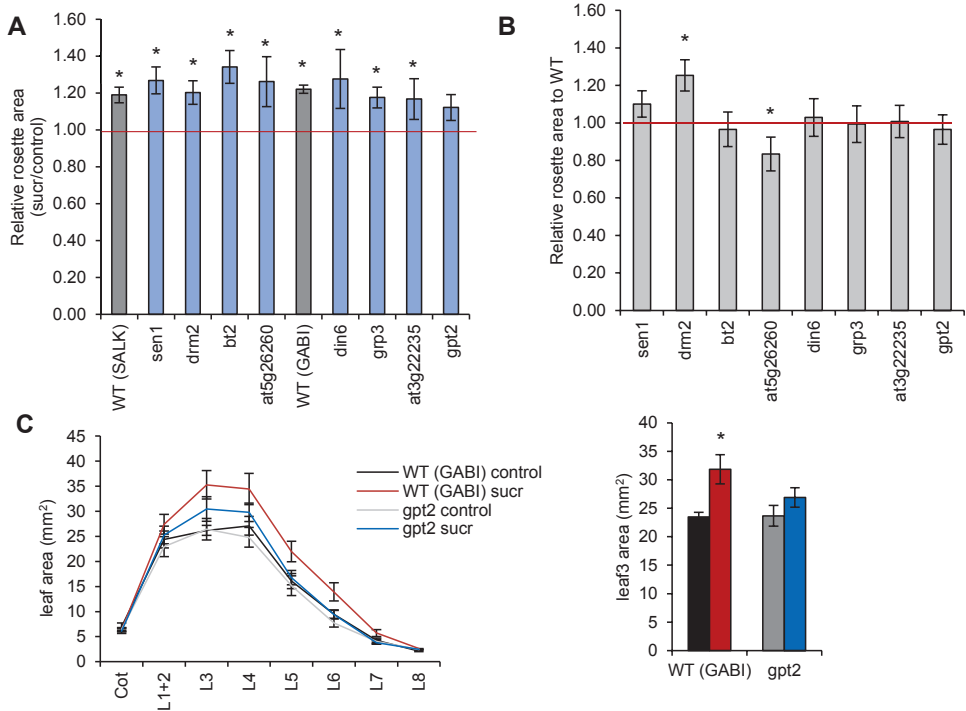 A
Relative rosette area
(sucr/control)
1.60
1.40
1.20
1.00
0.80
0.60
0.40
0.20
0.00
* * * * * * * * *
WT (SALK)
sen1
drm2
bt2
at5g26260
WT (GABI)
din6
grp3
at3g22235
gpt2
B
Relative rosette area to WT
1.60
1.40
1.20
1.00
0.80
0.60
0.40
0.20
0.00
* *
sen1
drm2
bt2
at5g26260
din6
grp3
at3g22235
gpt2
C
leaf area (mm²)
45
40
35
30
25
20
15
10
5
0
Cot
L1+2
L3
L4
L5
L6
L7
L8
WT (GABI) control
WT (GABI) sucr
gpt2 control
gpt2 sucr
leaf3 area (mm²)
40
35
30
25
20
15
10
5
0
*
WT (GABI)
gpt2